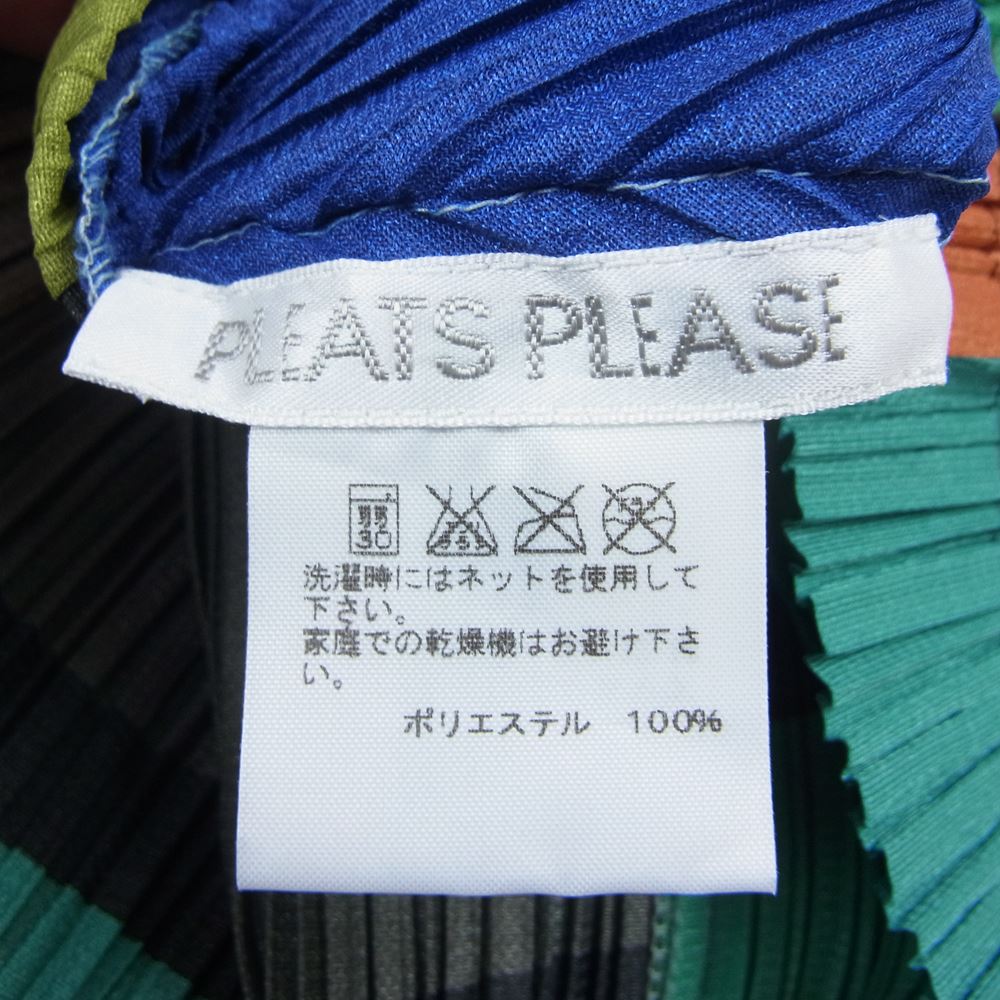 PLEATS PLEASE
弱
30
洗濯時にはネットを使用して
下さい。
家庭での乾燥機はお避け下さ
い。
ポリエステル 100%